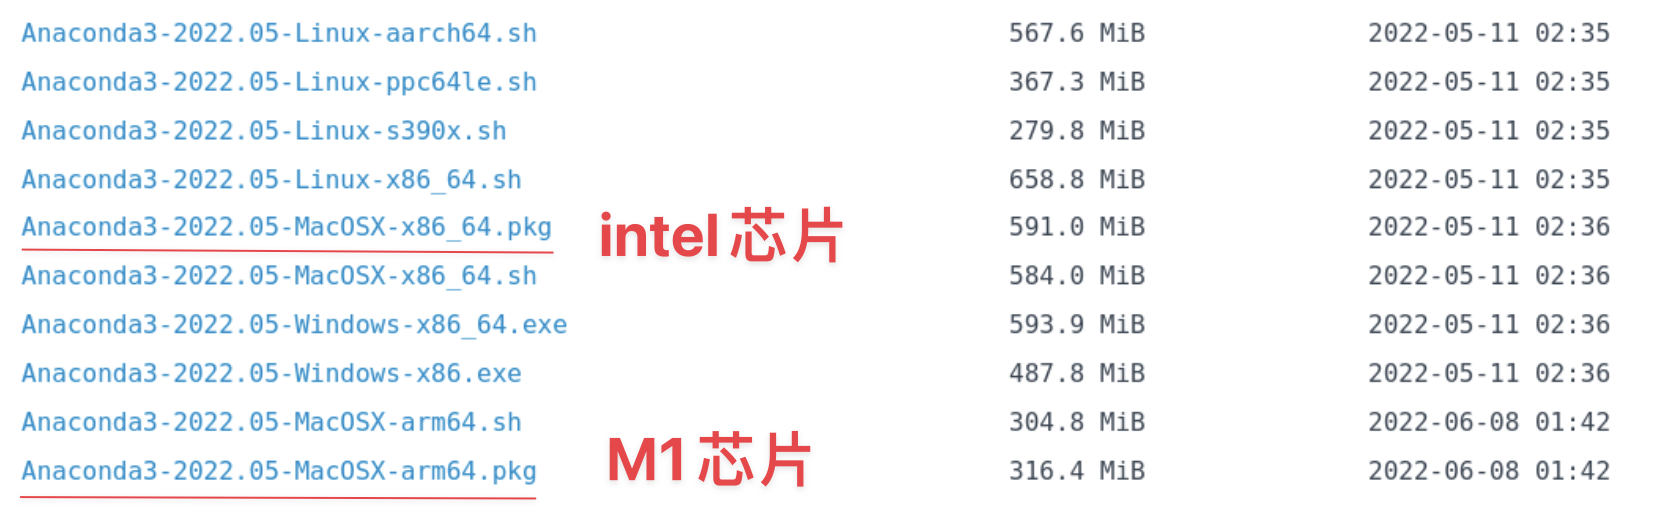 Anaconda3-2022.05-Linux-aarch64.sh 567.6 MiB 2022-05-11 02:35
Anaconda3-2022.05-Linux-ppc64le.sh 367.3 MiB 2022-05-11 02:35
Anaconda3-2022.05-Linux-s390x.sh 279.8 MiB 2022-05-11 02:35
Anaconda3-2022.05-Linux-x86_64.sh 658.8 MiB 2022-05-11 02:35
Anaconda3-2022.05-MacOSX-x86_64.pkg intel芯片 591.0 MiB 2022-05-11 02:36
Anaconda3-2022.05-MacOSX-x86_64.sh 584.0 MiB 2022-05-11 02:36
Anaconda3-2022.05-Windows-x86_64.exe 593.9 MiB 2022-05-11 02:36
Anaconda3-2022.05-Windows-x86.exe 487.8 MiB 2022-05-11 02:36
Anaconda3-2022.05-MacOSX-arm64.sh 304.8 MiB 2022-06-08 01:42
Anaconda3-2022.05-MacOSX-arm64.pkg M1芯片 316.4 MiB 2022-06-08 01:42